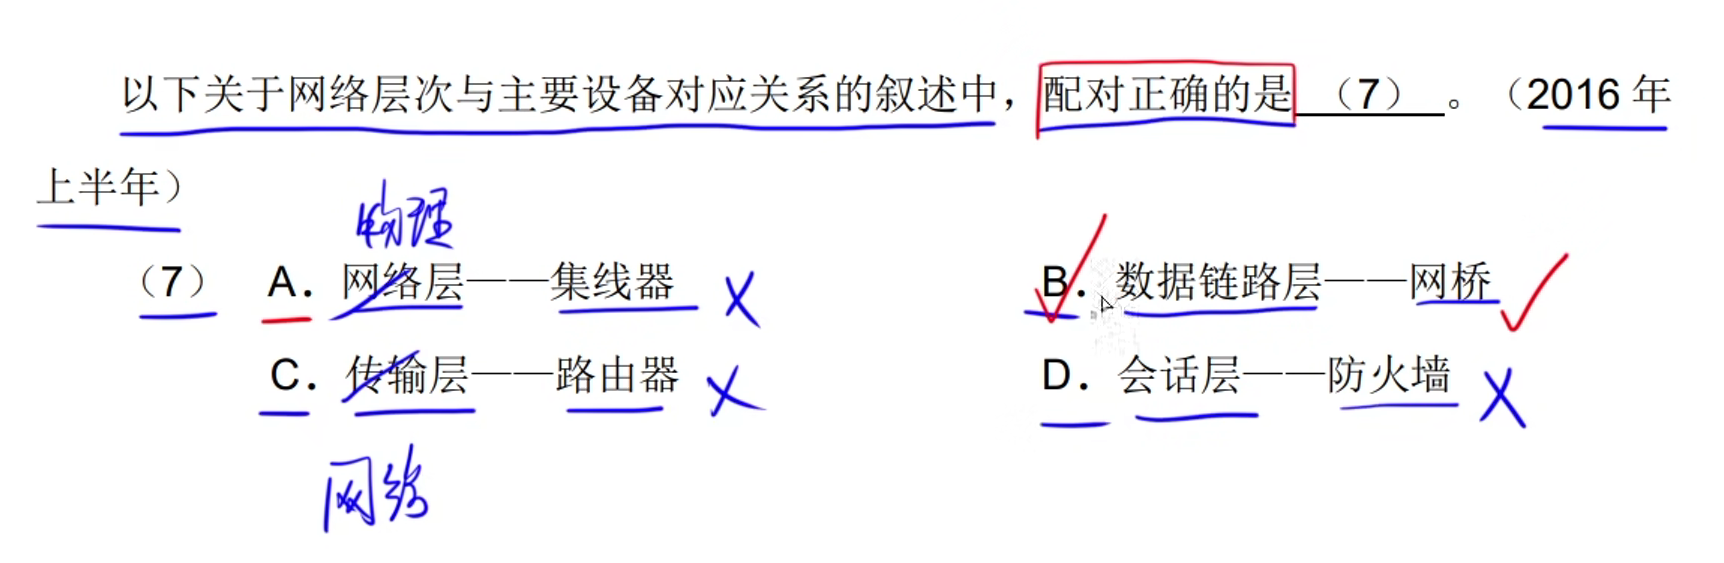 以下关于网络层次与主要设备对应关系的叙述中，配对正确的是 （7） 。（2016 年
上半年）
物理
（7） A. 网络层——集线器 X B. 数据链路层——网桥
C. 传输层——路由器 X D. 会话层——防火墙 X
网络